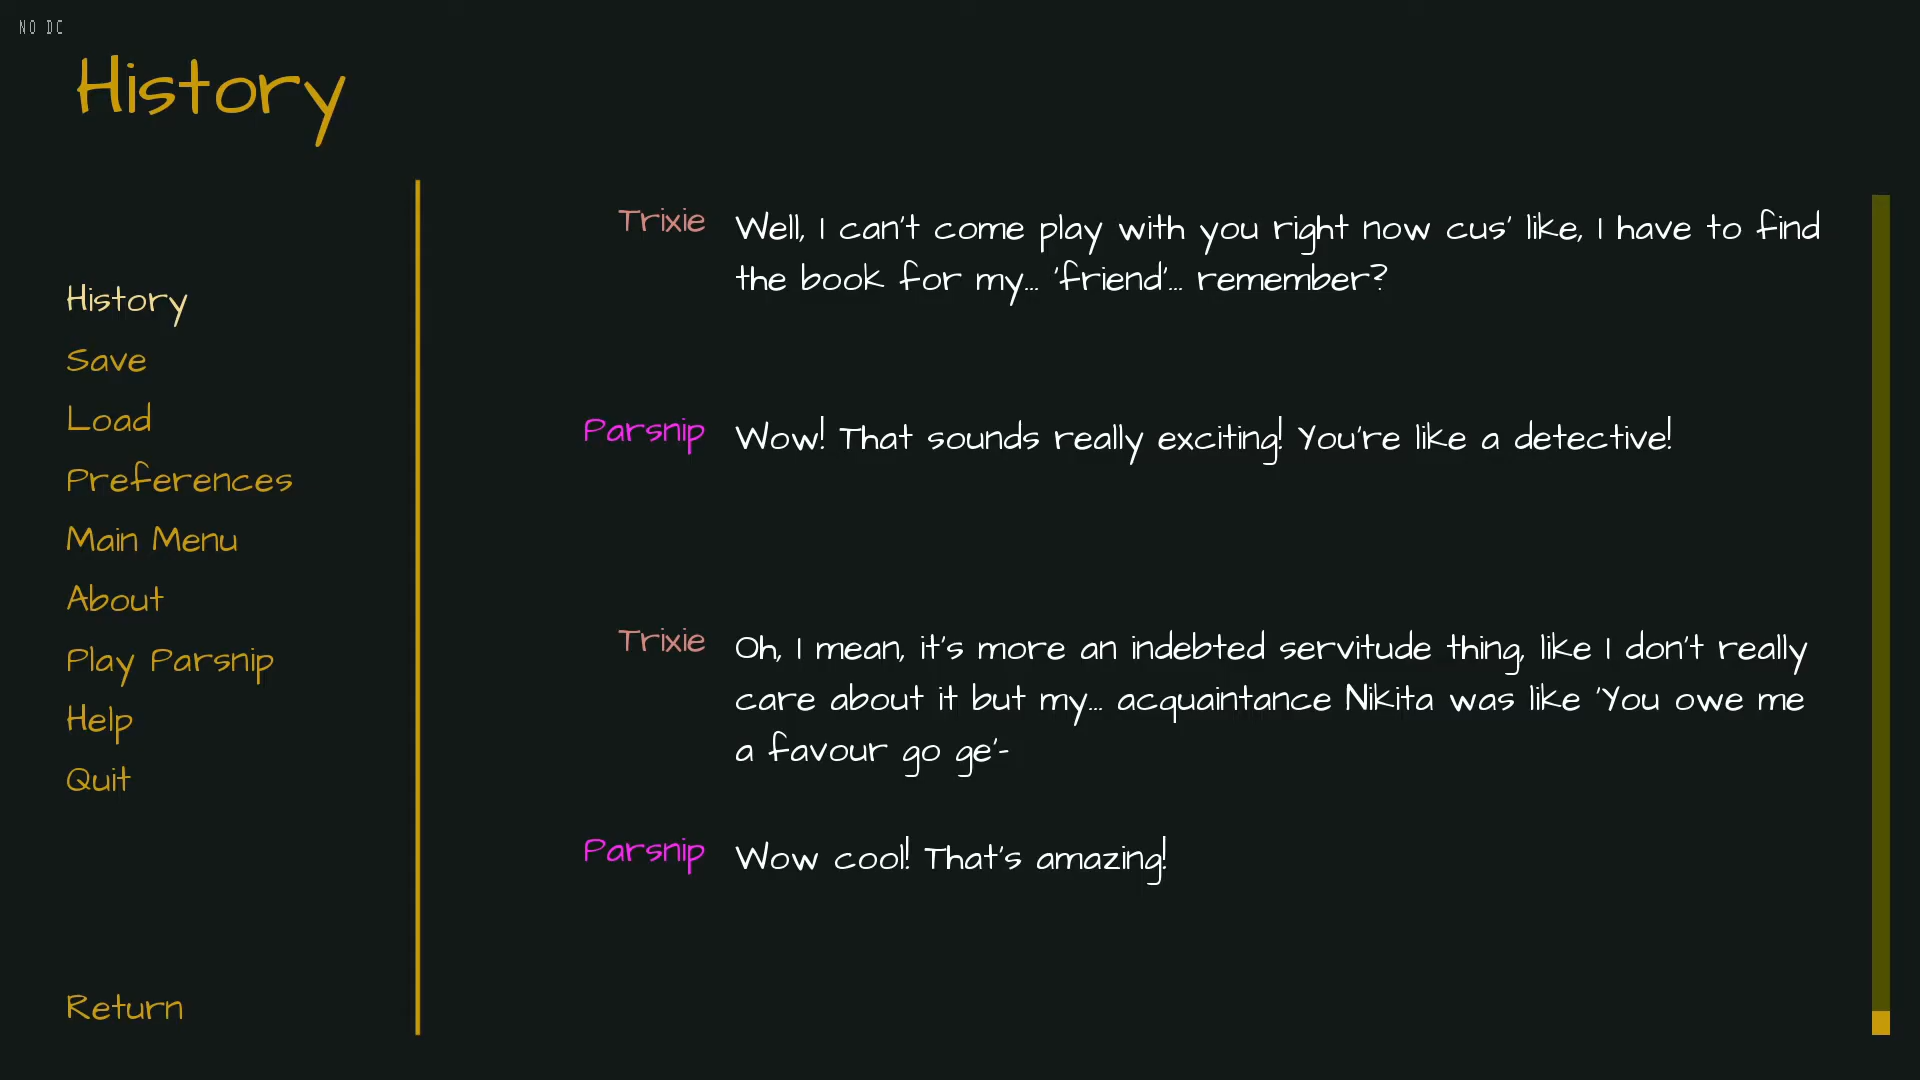 NO DC
History
History
Save
Load
Preferences
Main Menu
About
Play Parsnip
Help
Quit
Return
Trixie
Well, I can't come play with you right now cus' like, I have to find
the book for my... 'friend'... remember?
Parsnip
Wow! That sounds really exciting! You're like a detective!
Trixie
Oh, I mean, it's more an indebted servitude thing, like I don't really
care about it but my... acquaintance Nikita was like 'You owe me
a favour go ge'-
Parsnip
Wow cool! That's amazing!